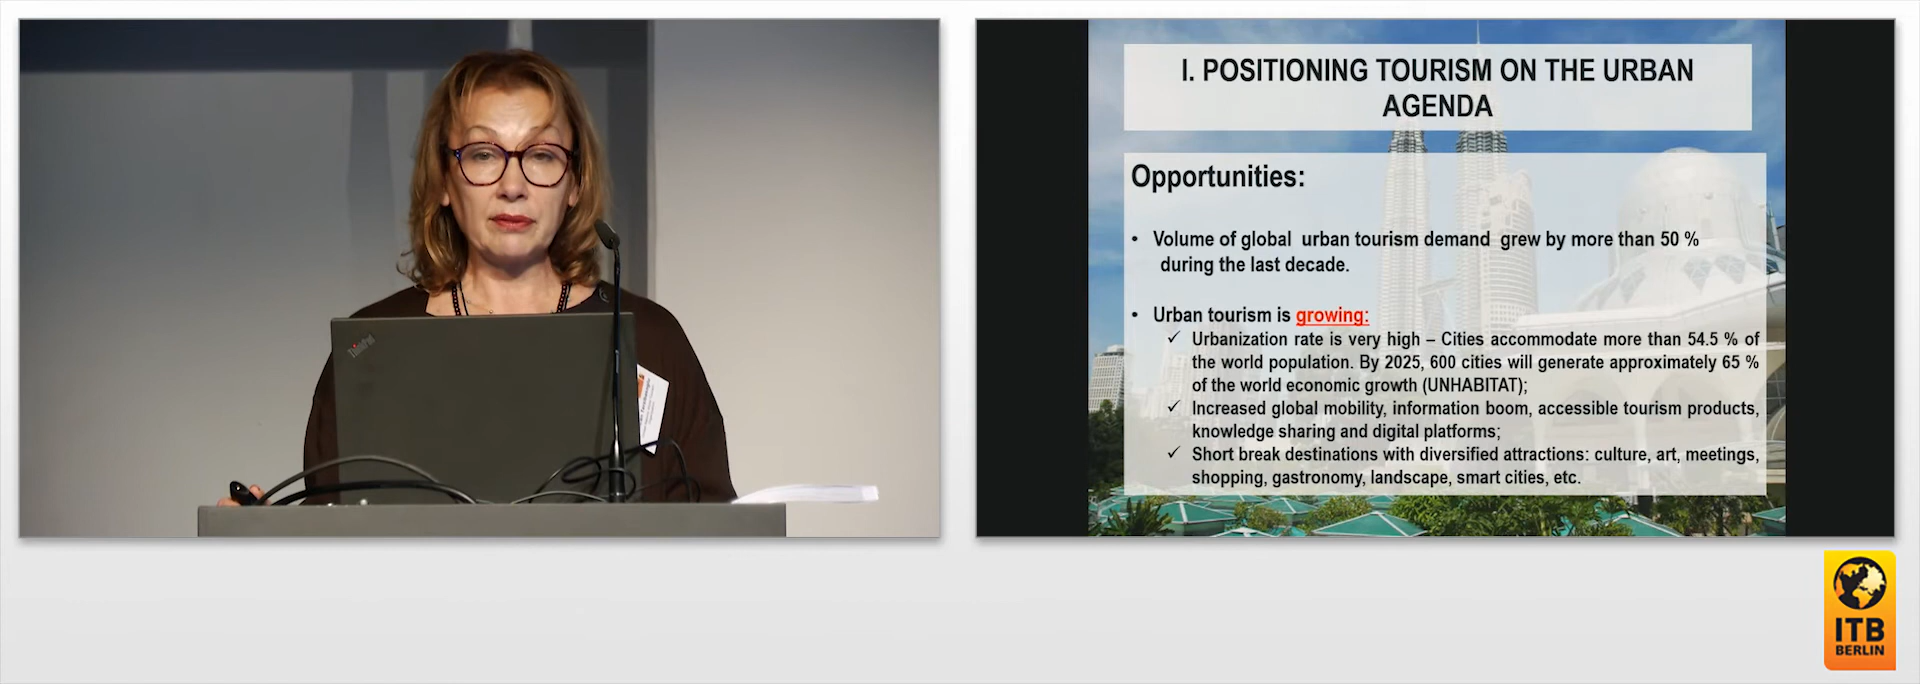 ThinkPad
I. POSITIONING TOURISM ON THE URBAN
AGENDA
Opportunities:
• Volume of global urban tourism demand grew by more than 50 %
during the last decade.
• Urban tourism is growing:
✓ Urbanization rate is very high – Cities accommodate more than 54.5 % of
the world population. By 2025, 600 cities will generate approximately 65 %
of the world economic growth (UNHABITAT);
✓ Increased global mobility, information boom, accessible tourism products,
knowledge sharing and digital platforms;
✓ Short break destinations with diversified attractions: culture, art, meetings,
shopping, gastronomy, landscape, smart cities, etc.
ITB
BERLIN